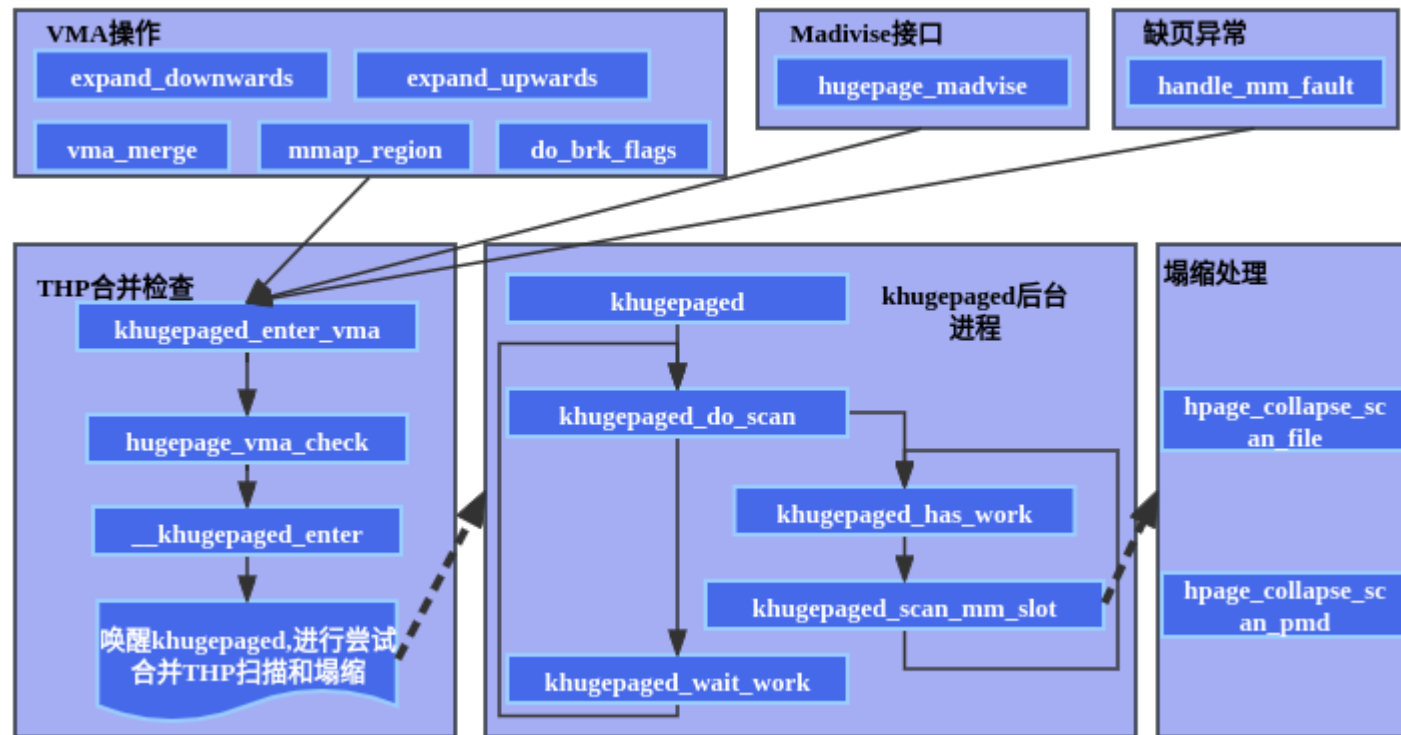 VMA操作
expand_downwards
expand_upwards
vma_merge
mmap_region
do_brk_flags
Madivise接口
hugepage_madvise
缺页异常
handle_mm_fault
THP合并检查
khugepaged_enter_vma
hugepage_vma_check
__khugepaged_enter
唤醒khugepaged,进行尝试
合并THP扫描和塌缩
khugepaged后台
进程
khugepaged
khugepaged_do_scan
khugepaged_has_work
khugepaged_scan_mm_slot
khugepaged_wait_work
塌缩处理
hpage_collapse_sc
an_file
hpage_collapse_sc
an_pmd